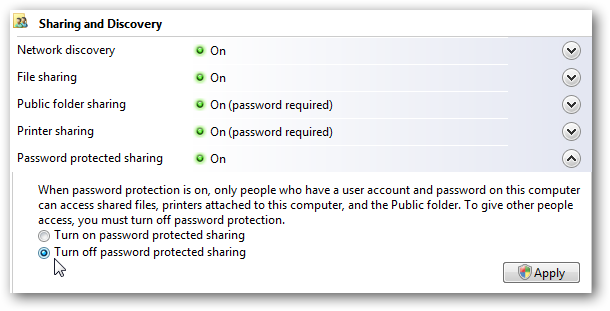 Sharing and Discovery
Network discovery On
File sharing On
Public folder sharing On (password required)
Printer sharing On (password required)
Password protected sharing On
When password protection is on, only people who have a user account and password on this computer
can access shared files, printers attached to this computer, and the Public folder. To give other people
access, you must turn off password protection.
Turn on password protected sharing
Turn off password protected sharing
Apply